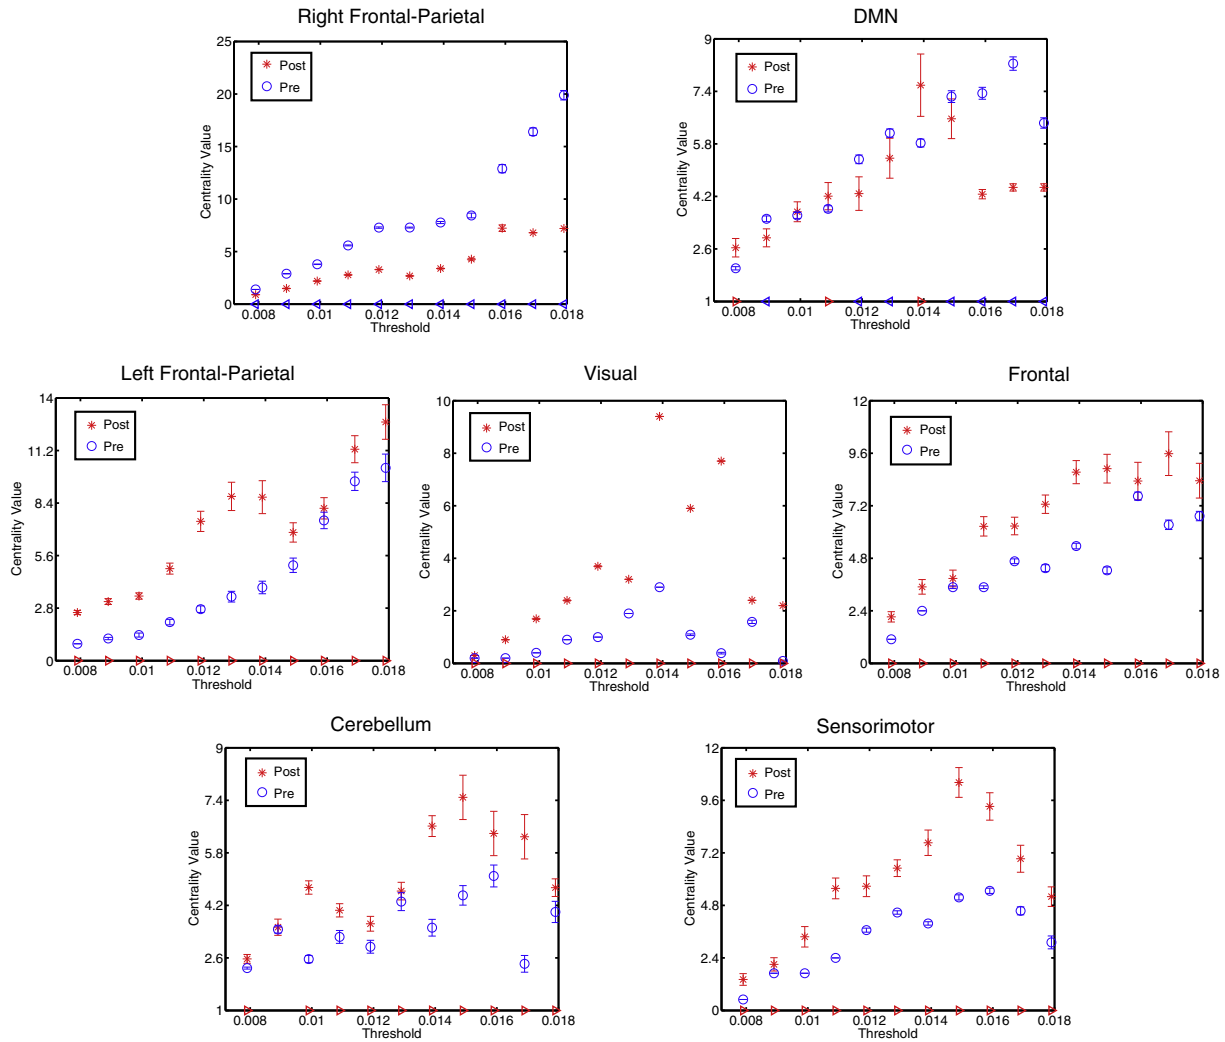 Right Frontal-Parietal
25
20
15
10
5
0
Centrality Value
Post
Pre
0.008 0.01 0.012 0.014 0.016 0.018
Threshold
DMN
9
7.4
5.8
4.2
2.6
1
Centrality Value
Post
Pre
0.008 0.01 0.012 0.014 0.016 0.018
Threshold
Left Frontal-Parietal
14
11.2
8.4
5.6
2.8
0
Centrality Value
Post
Pre
0.008 0.01 0.012 0.014 0.016 0.018
Threshold
Visual
10
8
6
4
2
0
Centrality Value
Post
Pre
0.008 0.01 0.012 0.014 0.016 0.018
Threshold
Frontal
12
9.6
7.2
4.8
2.4
0
Centrality Value
Post
Pre
0.008 0.01 0.012 0.014 0.016 0.018
Threshold
Cerebellum
9
7.4
5.8
4.2
2.6
1
Centrality Value
Post
Pre
0.008 0.01 0.012 0.014 0.016 0.018
Threshold
Sensorimotor
12
9.6
7.2
4.8
2.4
0
Centrality Value
Post
Pre
0.008 0.01 0.012 0.014 0.016 0.018
Threshold